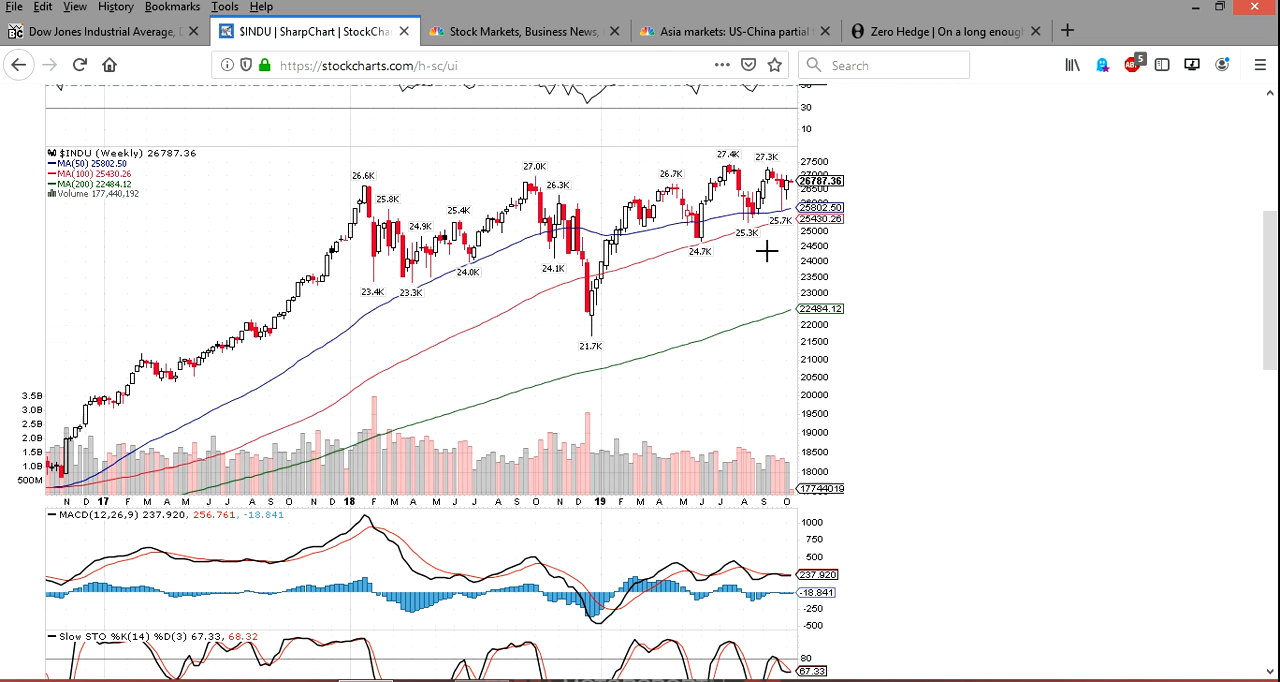 File Edit View History Bookmarks Tools Help
Dow Jones Industrial Average,
$INDU | SharpChart | StockCha
Stock Markets, Business News,
Asia markets: US-China partial t
Zero Hedge | On a long enough
https://stockcharts.com/h-sc/ui
Search
5
30
10
$INDU (Weekly) 26787.36
MA(50) 25802.50
MA(100) 25430.26
MA(200) 22484.12
Volume 177,440,192
26.6K
25.8K
24.9K
25.4K
27.0K
26.3K
26.7K
27.4K
27.3K
23.4K
23.3K
24.0K
24.1K
21.7K
24.7K
25.3K
25.7K
27500
27000
26787.36
26500
26000
25802.50
25430.26
25000
24500
24000
23500
23000
22484.12
22000
21500
21000
20500
20000
19500
19000
18500
18000
17744019
3.5B
3.0B
2.5B
2.0B
1.5B
1.0B
500M
N D 17 F M A M J J A S O N D 18 F M A M J J A S O N D 19 F M A M J J A S O
MACD(12,26,9) 237.920, 256.761, -18.841
1000
750
500
237.920
-18.841
-250
-500
Slow STO %K(14) %D(3) 67.33, 68.32
80
67.33